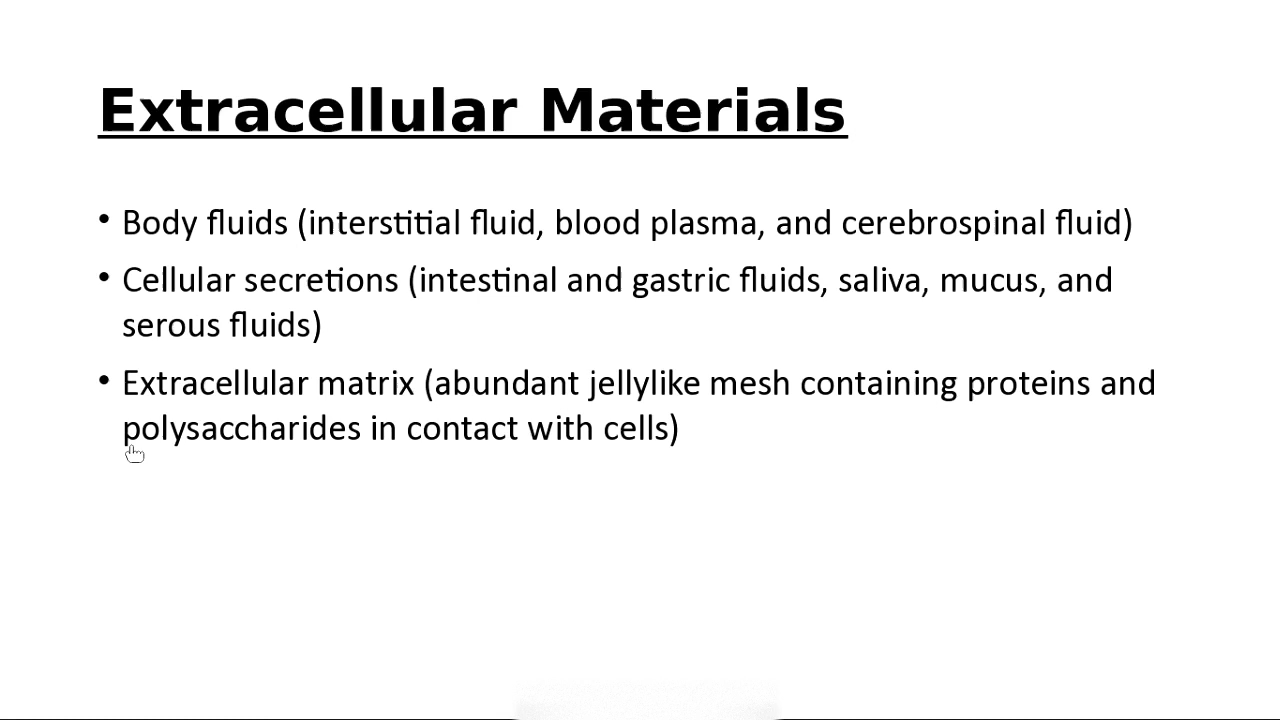 Extracellular Materials
• Body fluids (interstitial fluid, blood plasma, and cerebrospinal fluid)
• Cellular secretions (intestinal and gastric fluids, saliva, mucus, and
serous fluids)
• Extracellular matrix (abundant jellylike mesh containing proteins and
polysaccharides in contact with cells)